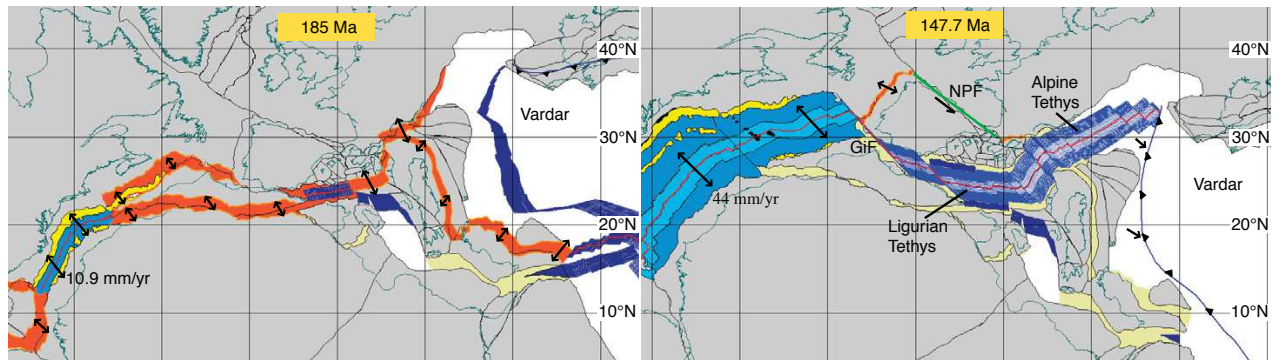 185 Ma
40°N
Vardar
30°N
20°N
10.9 mm/yr
10°N
147.7 Ma
40°N
NPF
Alpine
Tethys
30°N
GiF
44 mm/yr
Vardar
20°N
Ligurian
Tethys
10°N